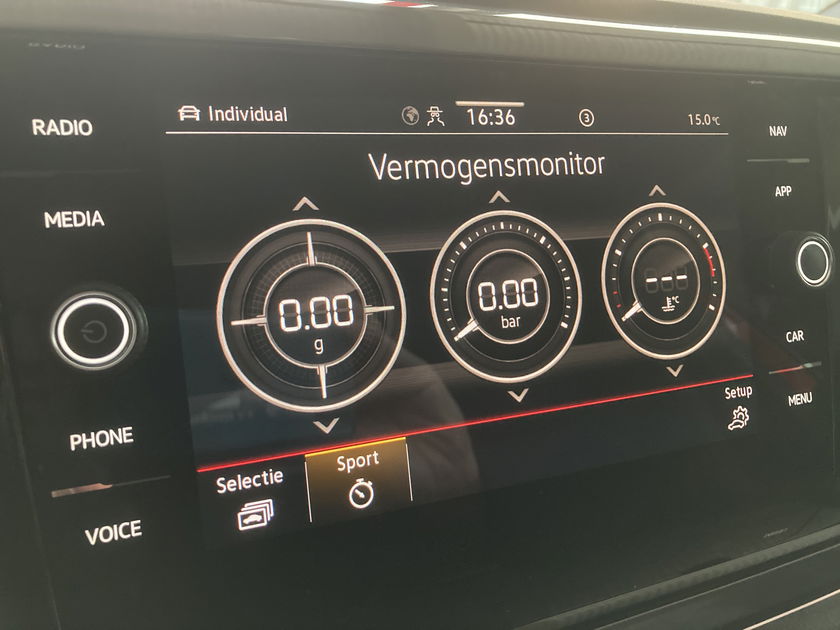 RADIO
MEDIA
PHONE
VOICE
Individual
16:36
3
15.0°C
Vermogensmonitor
0.00
g
0.00
bar
---
°C
Selectie
Sport
Setup
NAV
APP
CAR
MENU